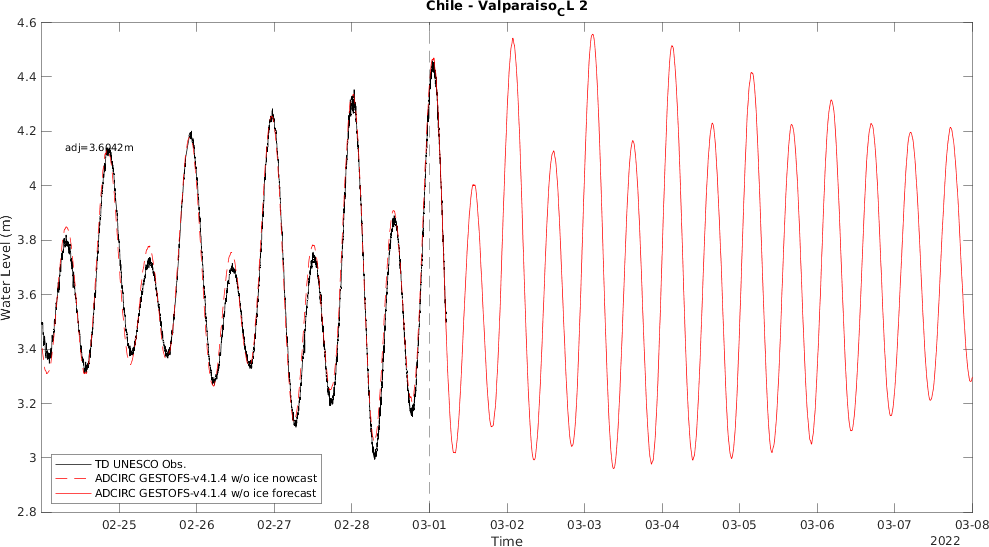 Chile - Valparaiso_CL 2
4.6
4.4
4.2
4
3.8
3.6
3.4
3.2
3
2.8
Water Level (m)
adj=3.6042m
TD UNESCO Obs.
ADCIRC GESTOFS-v4.1.4 w/o ice nowcast
ADCIRC GESTOFS-v4.1.4 w/o ice forecast
02-25 02-26 02-27 02-28 03-01 03-02 03-03 03-04 03-05 03-06 03-07 03-08
Time
2022